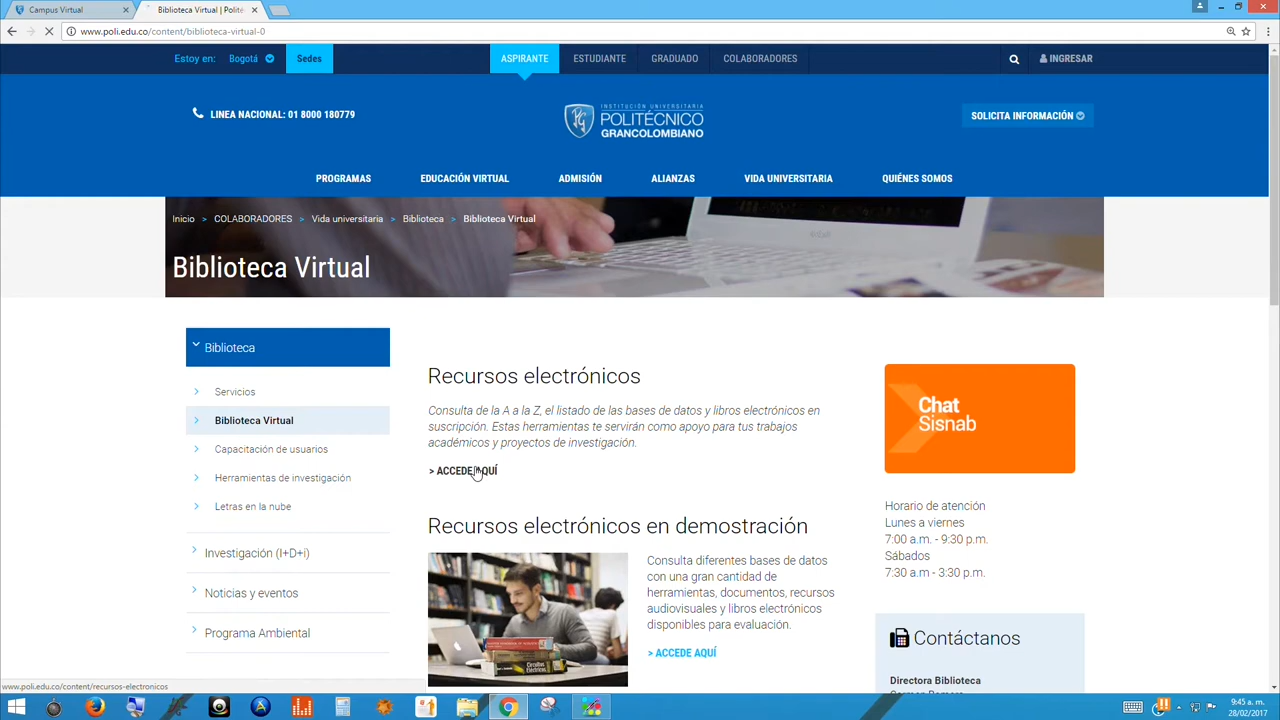 Campus Virtual
Biblioteca Virtual | Polité
www.poli.edu.co/content/biblioteca-virtual-0
Estoy en: Bogotá Sedes ASPIRANTE ESTUDIANTE GRADUADO COLABORADORES INGRESAR
LINEA NACIONAL: 01 8000 180779
INSTITUCIÓN UNIVERSITARIA
POLITÉCNICO
GRANCOLOMBIANO
SOLICITA INFORMACIÓN
PROGRAMAS EDUCACIÓN VIRTUAL ADMISIÓN ALIANZAS VIDA UNIVERSITARIA QUIÉNES SOMOS
Inicio > COLABORADORES > Vida universitaria > Biblioteca > Biblioteca Virtual
Biblioteca Virtual
Biblioteca
Servicios
Biblioteca Virtual
Capacitación de usuarios
Herramientas de investigación
Letras en la nube
Investigación (I+D+i)
Noticias y eventos
Programa Ambiental
Recursos electrónicos
Consulta de la A a la Z, el listado de las bases de datos y libros electrónicos en
suscripción. Estas herramientas te servirán como apoyo para tus trabajos
académicos y proyectos de investigación.
> ACCEDE AQUÍ
Recursos electrónicos en demostración
Consulta diferentes bases de datos
con una gran cantidad de
herramientas, documentos, recursos
audiovisuales y libros electrónicos
disponibles para evaluación.
> ACCEDE AQUÍ
Chat
Sisnab
Horario de atención
Lunes a viernes
7:00 a.m. - 9:30 p.m.
Sábados
7:30 a.m - 3:30 p.m.
Contáctanos
Directora Biblioteca
www.poli.edu.co/content/recursos-electronicos
9:45 a. m.
28/02/2017